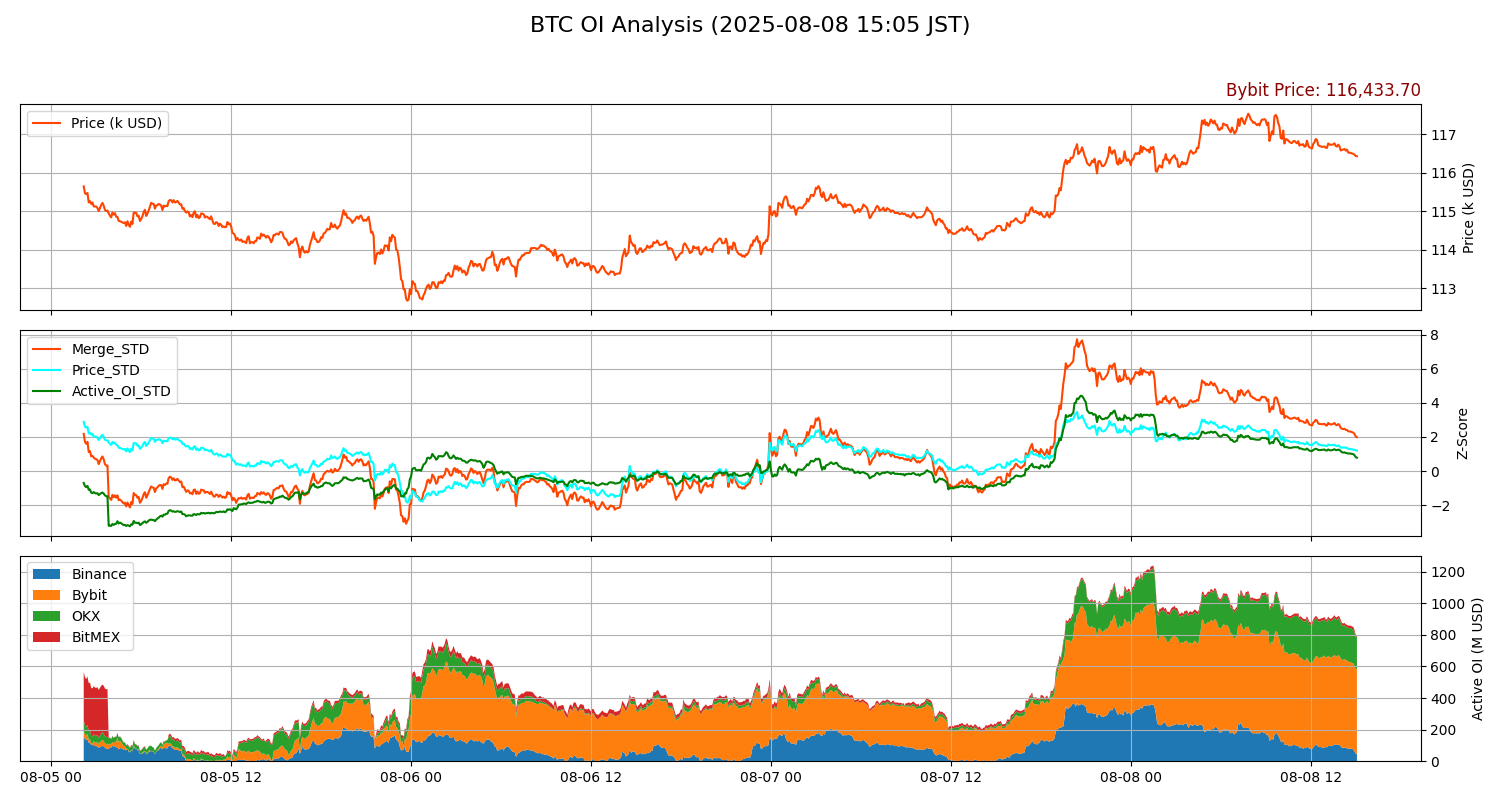 BTC OI Analysis (2025-08-08 15:05 JST)
Bybit Price: 116,433.70
Price (k USD)
117
116
115
114
113
Price (k USD)
Merge_STD
Price_STD
Active_OI_STD
8
6
4
2
0
−2
Z-Score
Binance
Bybit
OKX
BitMEX
1200
1000
800
600
400
200
0
Active OI (M USD)
08-05 00
08-05 12
08-06 00
08-06 12
08-07 00
08-07 12
08-08 00
08-08 12